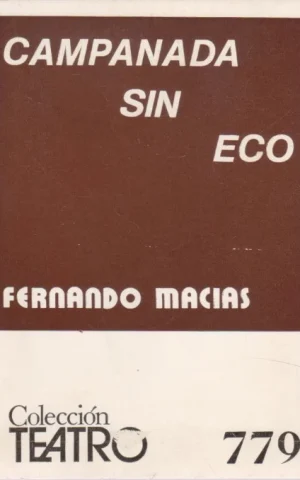 CAMPANADA
SIN
ECO
FERNANDO MACIAS
Colección
TEATRO
779